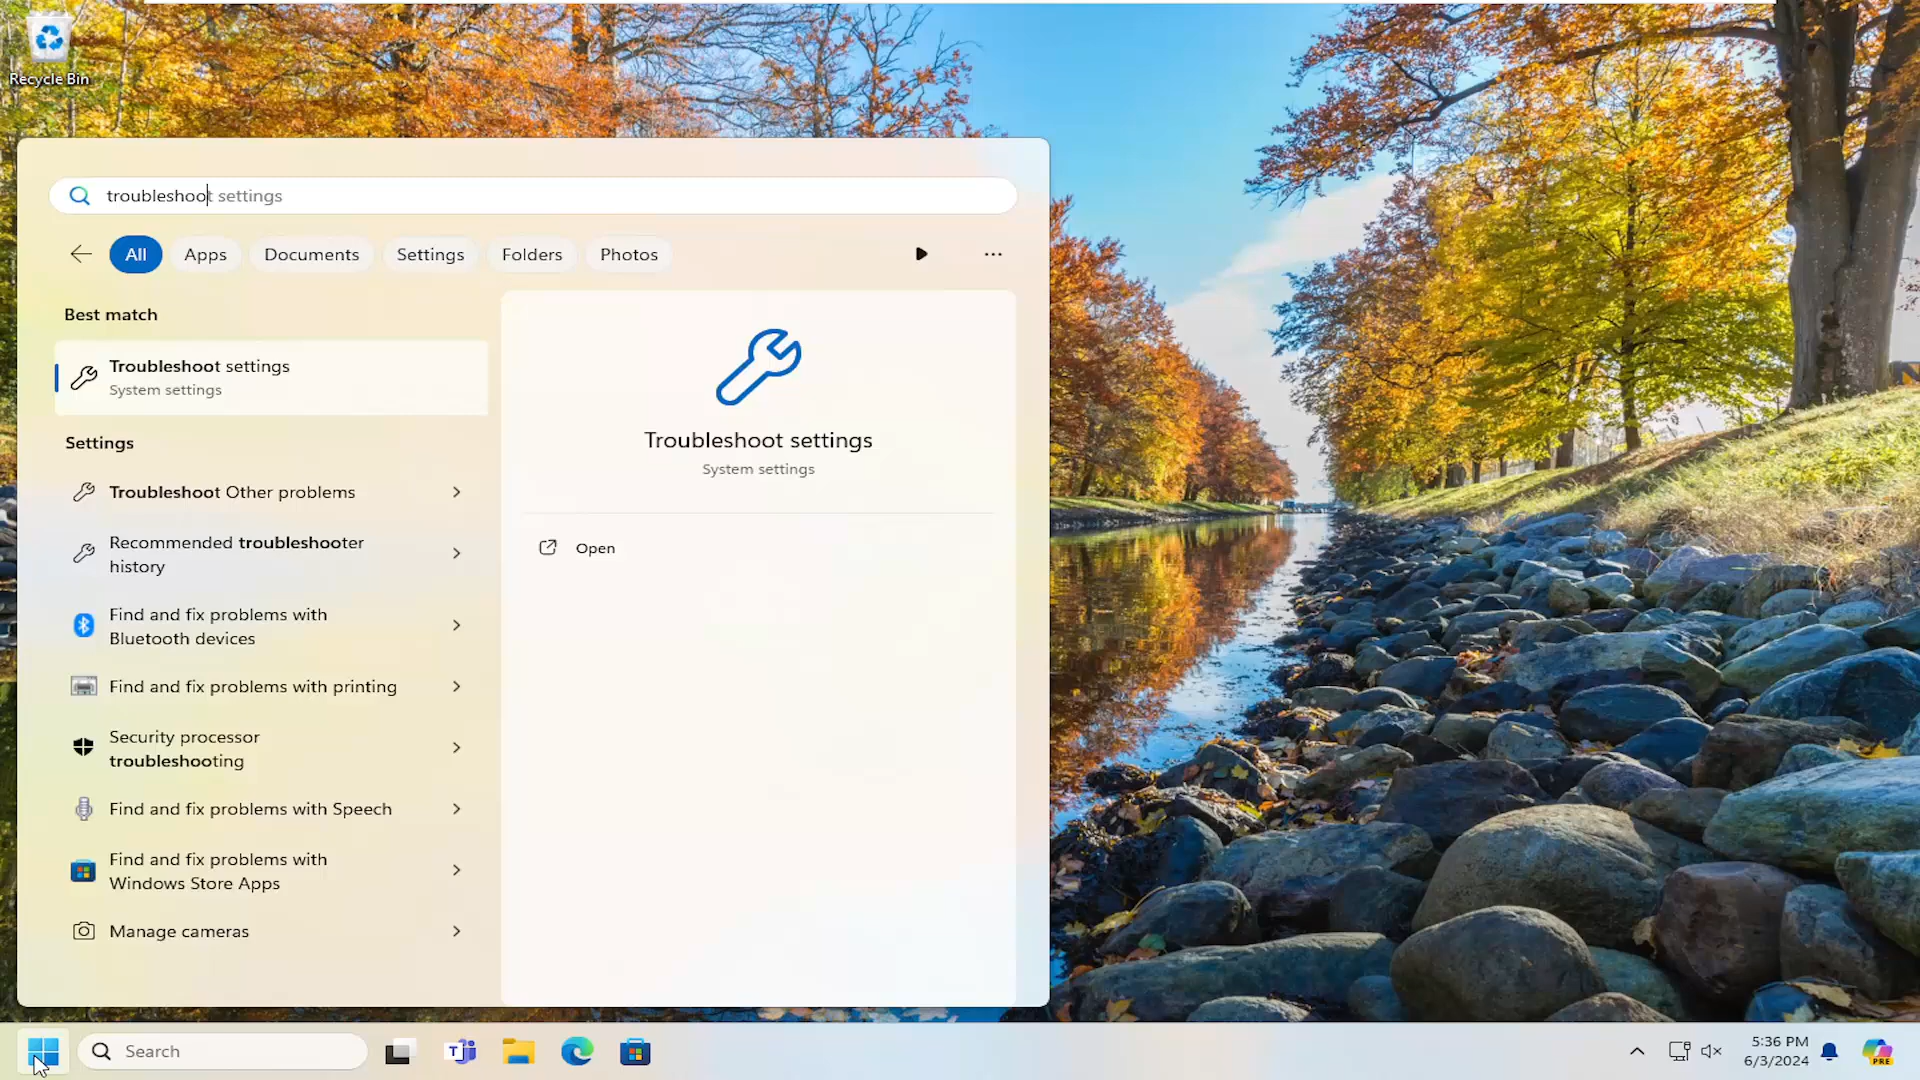 Recycle Bin
troubleshoot settings
All Apps Documents Settings Folders Photos
Best match
Troubleshoot settings
System settings
Settings
Troubleshoot Other problems
Recommended troubleshooter
history
Find and fix problems with
Bluetooth devices
Find and fix problems with printing
Security processor
troubleshooting
Find and fix problems with Speech
Find and fix problems with
Windows Store Apps
Manage cameras
Troubleshoot settings
System settings
Open
Search
5:36 PM
6/3/2024
PRE